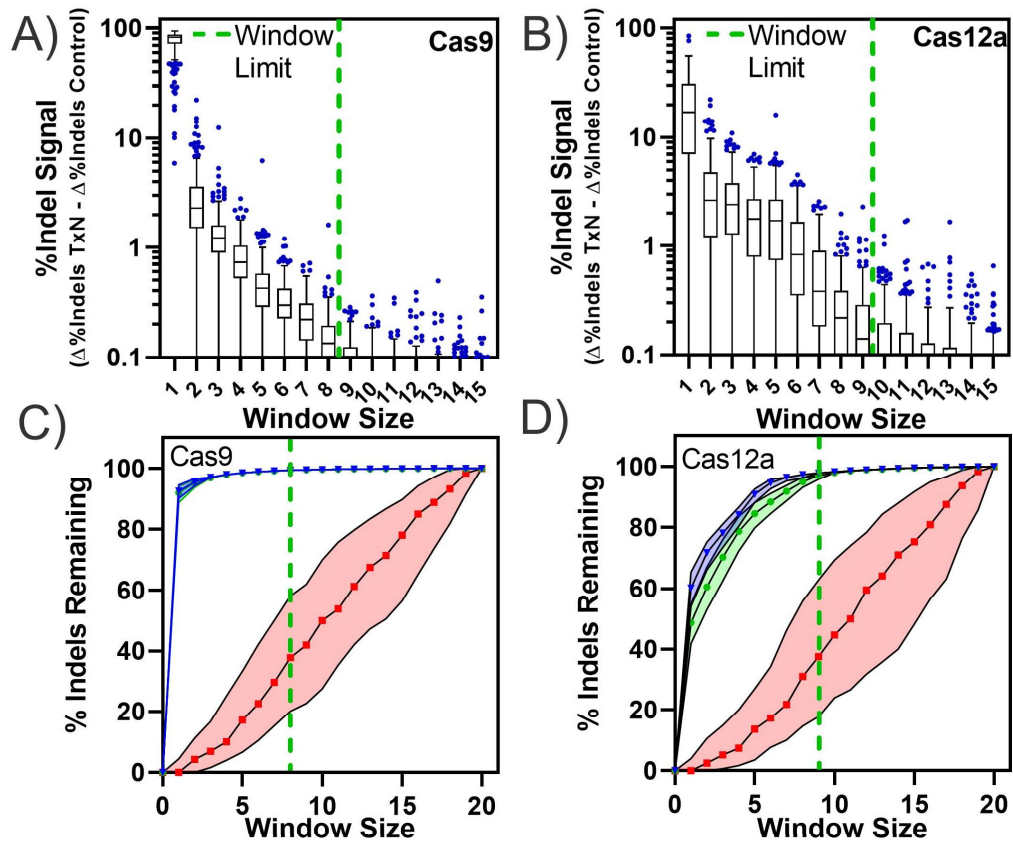 A)
%Indel Signal
(Δ%Indels TxN - Δ%Indels Control)
100
10
1
0.1
Window
Limit
Cas9
1 2 3 4 5 6 7 8 9 10 11 12 13 14 15
Window Size
B)
%Indel Signal
(Δ%Indels TxN - Δ%Indels Control)
100
10
1
0.1
Window
Limit
Cas12a
1 2 3 4 5 6 7 8 9 10 11 12 13 14 15
Window Size
C)
% Indels Remaining
100
80
60
40
20
0
Cas9
0 5 10 15 20
Window Size
D)
% Indels Remaining
100
80
60
40
20
0
Cas12a
0 5 10 15 20
Window Size